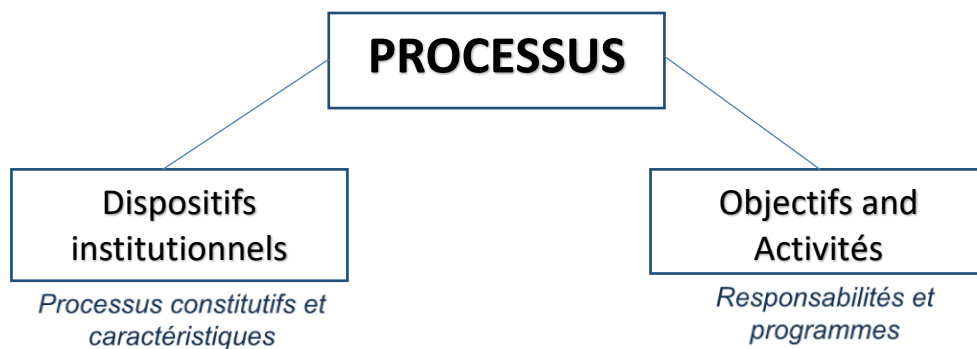 PROCESSUS
Dispositifs
institutionnels
Processus constitutifs et
caractéristiques
Objectifs and
Activités
Responsabilités et
programmes